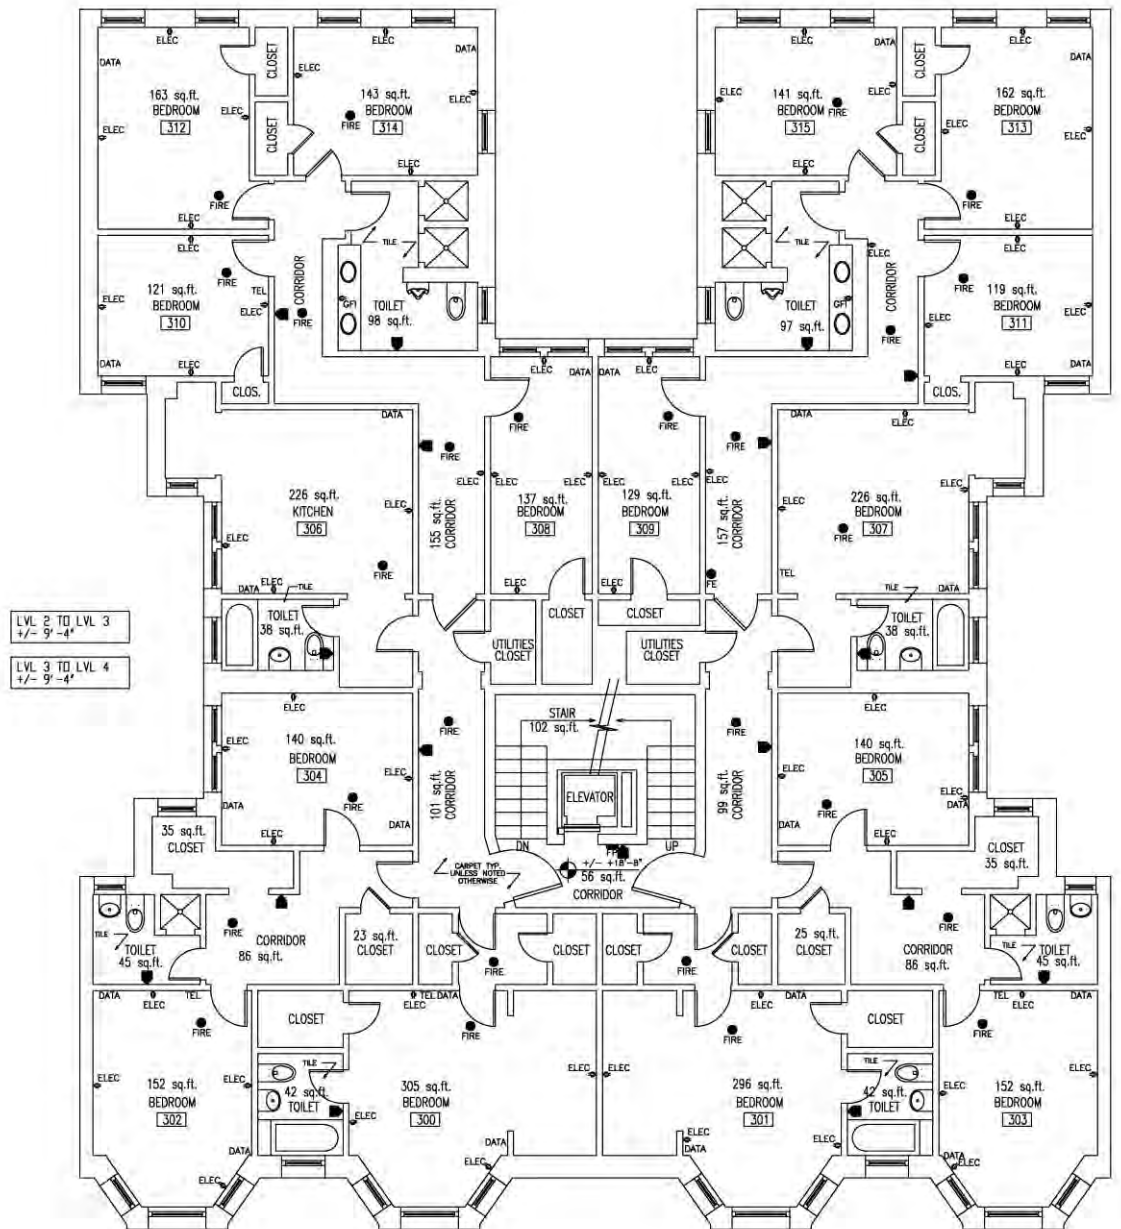 ELEC
DATA
CLOSET
ELEC
DATA
ELEC
163 sq.ft.
BEDROOM
312
ELEC
ELEC
FIRE
ELEC
CLOSET
143 sq.ft.
BEDROOM
314
ELEC
FIRE
ELEC
ELEC
DATA
CLOSET
ELEC
ELEC
ELEC
141 sq.ft.
BEDROOM
315
FIRE
ELEC
CLOSET
DATA
162 sq.ft.
BEDROOM
313
ELEC
ELEC
FIRE
ELEC
ELEC
121 sq.ft.
BEDROOM
310
FIRE
TEL
ELEC
ELEC
DATA
ELEC
CLOS.
CORRIDOR
FIRE
TILE
GFI
TOILET
98 sq.ft.
TILE
GFI
TOILET
97 sq.ft.
ELEC
CORRIDOR
FIRE
ELEC
FIRE
119 sq.ft.
BEDROOM
311
ELEC
ELEC
DATA
ELEC
CLOS.
DATA
226 sq.ft.
KITCHEN
306
ELEC
ELEC
FIRE
DATA
ELEC
TILE
FIRE
ELEC
155 sq.ft.
CORRIDOR
ELEC
DATA
FIRE
ELEC
137 sq.ft.
BEDROOM
308
ELEC
DATA
FIRE
ELEC
129 sq.ft.
BEDROOM
309
ELEC
ELEC
FIRE
ELEC
157 sq.ft.
CORRIDOR
FE
DATA
ELEC
ELEC
ELEC
226 sq.ft.
BEDROOM
307
FIRE
TEL
TILE
DATA
LVL 2 TO LVL 3
+/- 9'-4"
LVL 3 TO LVL 4
+/- 9'-4"
TOILET
38 sq.ft.
UTILITIES
CLOSET
CLOSET
CLOSET
UTILITIES
CLOSET
TOILET
38 sq.ft.
ELEC
ELEC
140 sq.ft.
BEDROOM
304
ELEC
DATA
FIRE
ELEC
DATA
FIRE
101 sq.ft.
CORRIDOR
STAIR
102 sq.ft.
ELEVATOR
DN
UP
+/- +18'-8"
56 sq.ft.
CORRIDOR
CARPET TYP.
UNLESS NOTED
OTHERWISE
FIRE
99 sq.ft.
CORRIDOR
ELEC
140 sq.ft.
BEDROOM
305
ELEC
ELEC
DATA
FIRE
ELEC
35 sq.ft.
CLOSET
CLOSET
35 sq.ft.
TILE
TOILET
45 sq.ft.
FIRE
CORRIDOR
86 sq.ft.
23 sq.ft.
CLOSET
CLOSET
FIRE
CLOSET
CLOSET
FIRE
CLOSET
25 sq.ft.
CLOSET
FIRE
CORRIDOR
86 sq.ft.
TILE
TOILET
45 sq.ft.
DATA
ELEC
TEL
FIRE
ELEC
152 sq.ft.
BEDROOM
302
ELEC
DATA
ELEC
CLOSET
TILE
42 sq.ft.
TOILET
TEL
DATA
ELEC
FIRE
305 sq.ft.
BEDROOM
300
ELEC
ELEC
DATA
ELEC
ELEC
ELEC
DATA
FIRE
296 sq.ft.
BEDROOM
301
ELEC
DATA
ELEC
CLOSET
TILE
42 sq.ft.
TOILET
TEL
ELEC
DATA
FIRE
ELEC
ELEC
152 sq.ft.
BEDROOM
303
DATA
ELEC